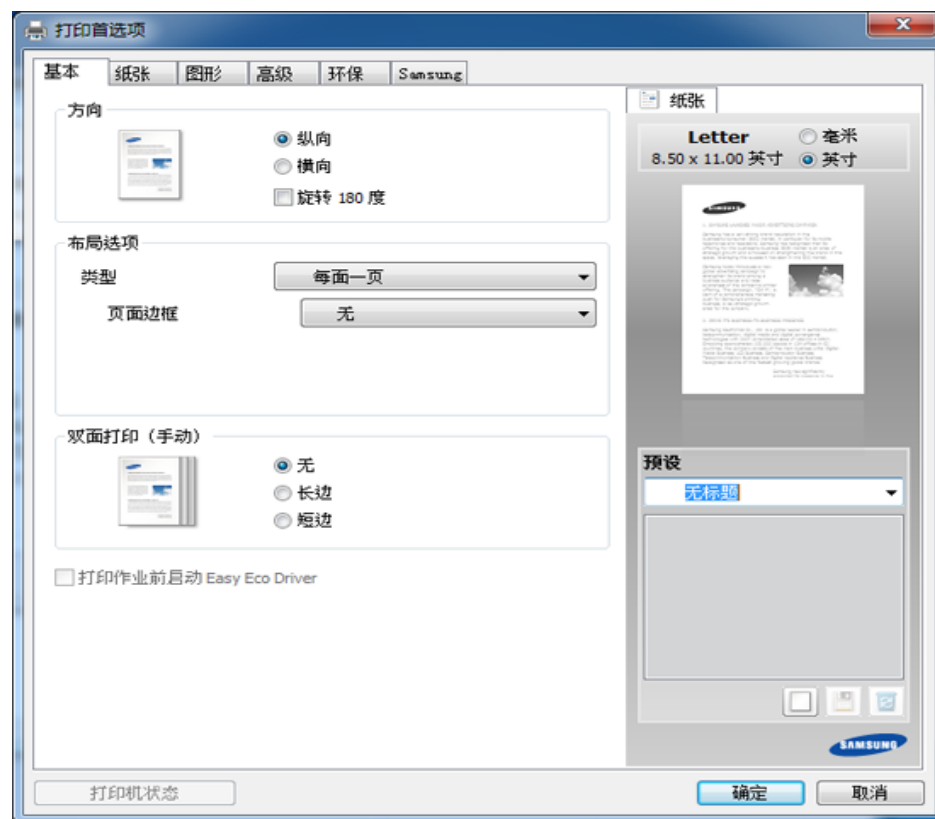 打印首选项
基本 纸张 图形 高级 环保 Samsung
方向
纵向
横向
旋转 180 度
布局选项
类型 每面一页
页面边框 无
双面打印（手动）
无
长边
短边
打印作业前启动 Easy Eco Driver
纸张
Letter 毫米
8.50 x 11.00 英寸 英寸
SAMSUNG
预设
无标题
SAMSUNG
打印机状态 确定 取消